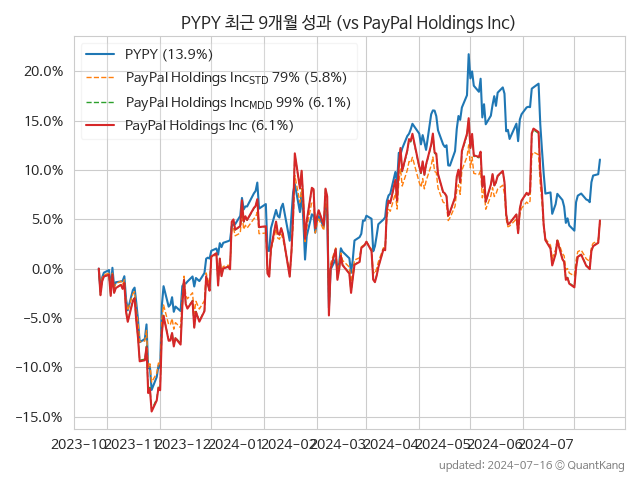 PYPY 최근 9개월 성과 (vs PayPal Holdings Inc)
PYPY (13.9%)
PayPal Holdings IncSTD 79% (5.8%)
PayPal Holdings IncMDD 99% (6.1%)
PayPal Holdings Inc (6.1%)
20.0%
15.0%
10.0%
5.0%
0.0%
−5.0%
−10.0%
−15.0%
2023-10 2023-11 2023-12 2024-01 2024-02 2024-03 2024-04 2024-05 2024-06 2024-07
updated: 2024-07-16 © QuantKang